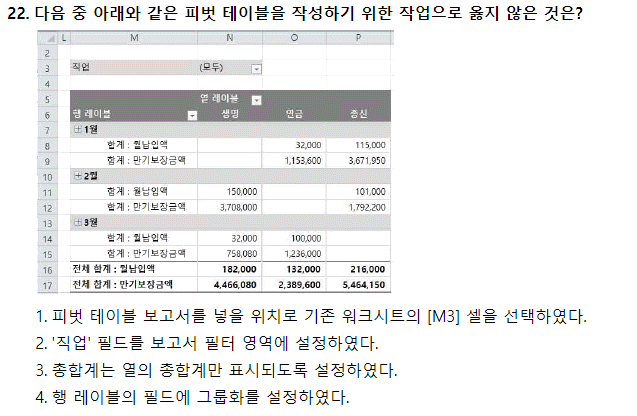 22. 다음 중 아래와 같은 피벗 테이블을 작성하기 위한 작업으로 옳지 않은 것은?
L M N O P
2
3 직업 (모두)
4
5 열 레이블
6 행 레이블 생명 연금 종신
7 1월
8 합계 : 월납입액 32,000 115,000
9 합계 : 만기보장금액 1,153,600 3,671,950
10 2월
11 합계 : 월납입액 150,000 101,000
12 합계 : 만기보장금액 3,708,000 1,792,200
13 3월
14 합계 : 월납입액 32,000 100,000
15 합계 : 만기보장금액 758,080 1,236,000
16 전체 합계 : 월납입액 182,000 132,000 216,000
17 전체 합계 : 만기보장금액 4,466,080 2,389,600 5,464,150
1. 피벗 테이블 보고서를 넣을 위치로 기존 워크시트의 [M3] 셀을 선택하였다.
2. '직업' 필드를 보고서 필터 영역에 설정하였다.
3. 총합계는 열의 총합계만 표시되도록 설정하였다.
4. 행 레이블의 필드에 그룹화를 설정하였다.